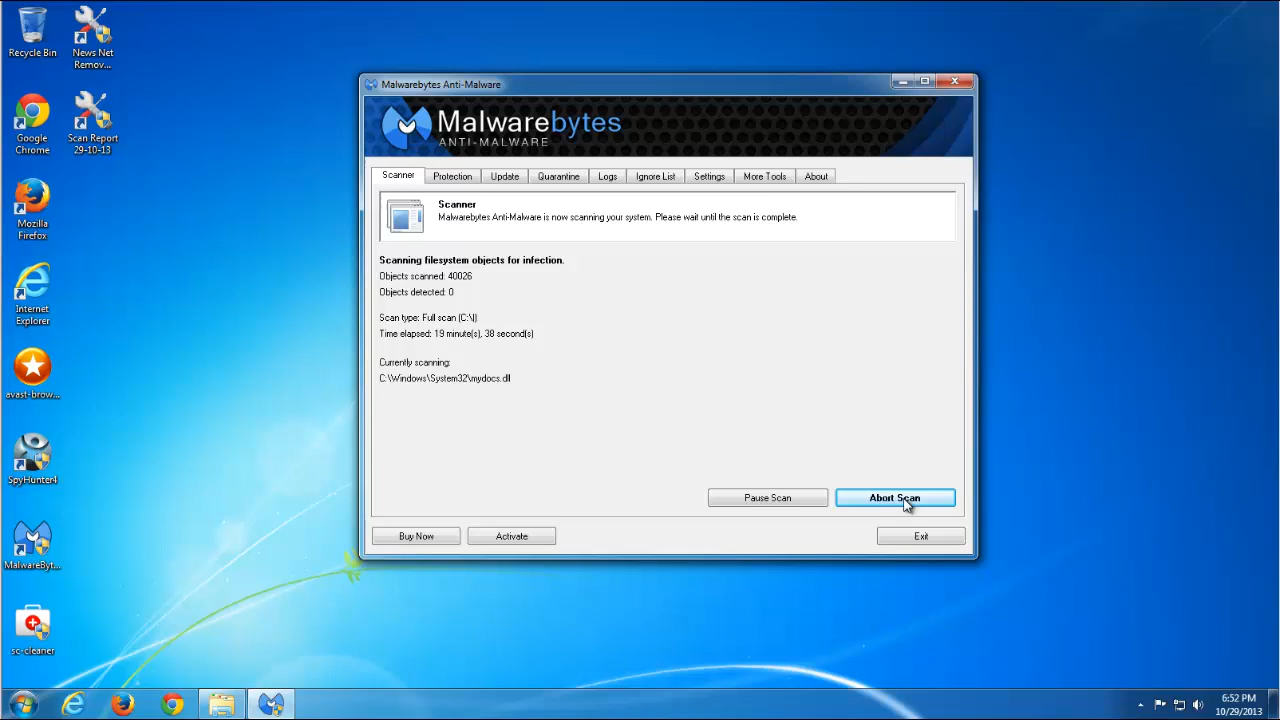 Recycle Bin
News Net
Remov...
Google
Chrome
Scan Report
29-10-13
Mozilla
Firefox
Internet
Explorer
avast-brow...
SpyHunter4
MalwareByt...
sc-cleaner
Malwarebytes Anti-Malware
Malwarebytes
ANTI-MALWARE
Scanner Protection Update Quarantine Logs Ignore List Settings More Tools About
Scanner
Malwarebytes Anti-Malware is now scanning your system. Please wait until the scan is complete.
Scanning filesystem objects for infection.
Objects scanned: 40026
Objects detected: 0
Scan type: Full scan (C:\|)
Time elapsed: 19 minute(s), 38 second(s)
Currently scanning:
C:\Windows\System32\mydocs.dll
Pause Scan Abort Scan
Buy Now Activate Exit
6:52 PM
10/29/2013